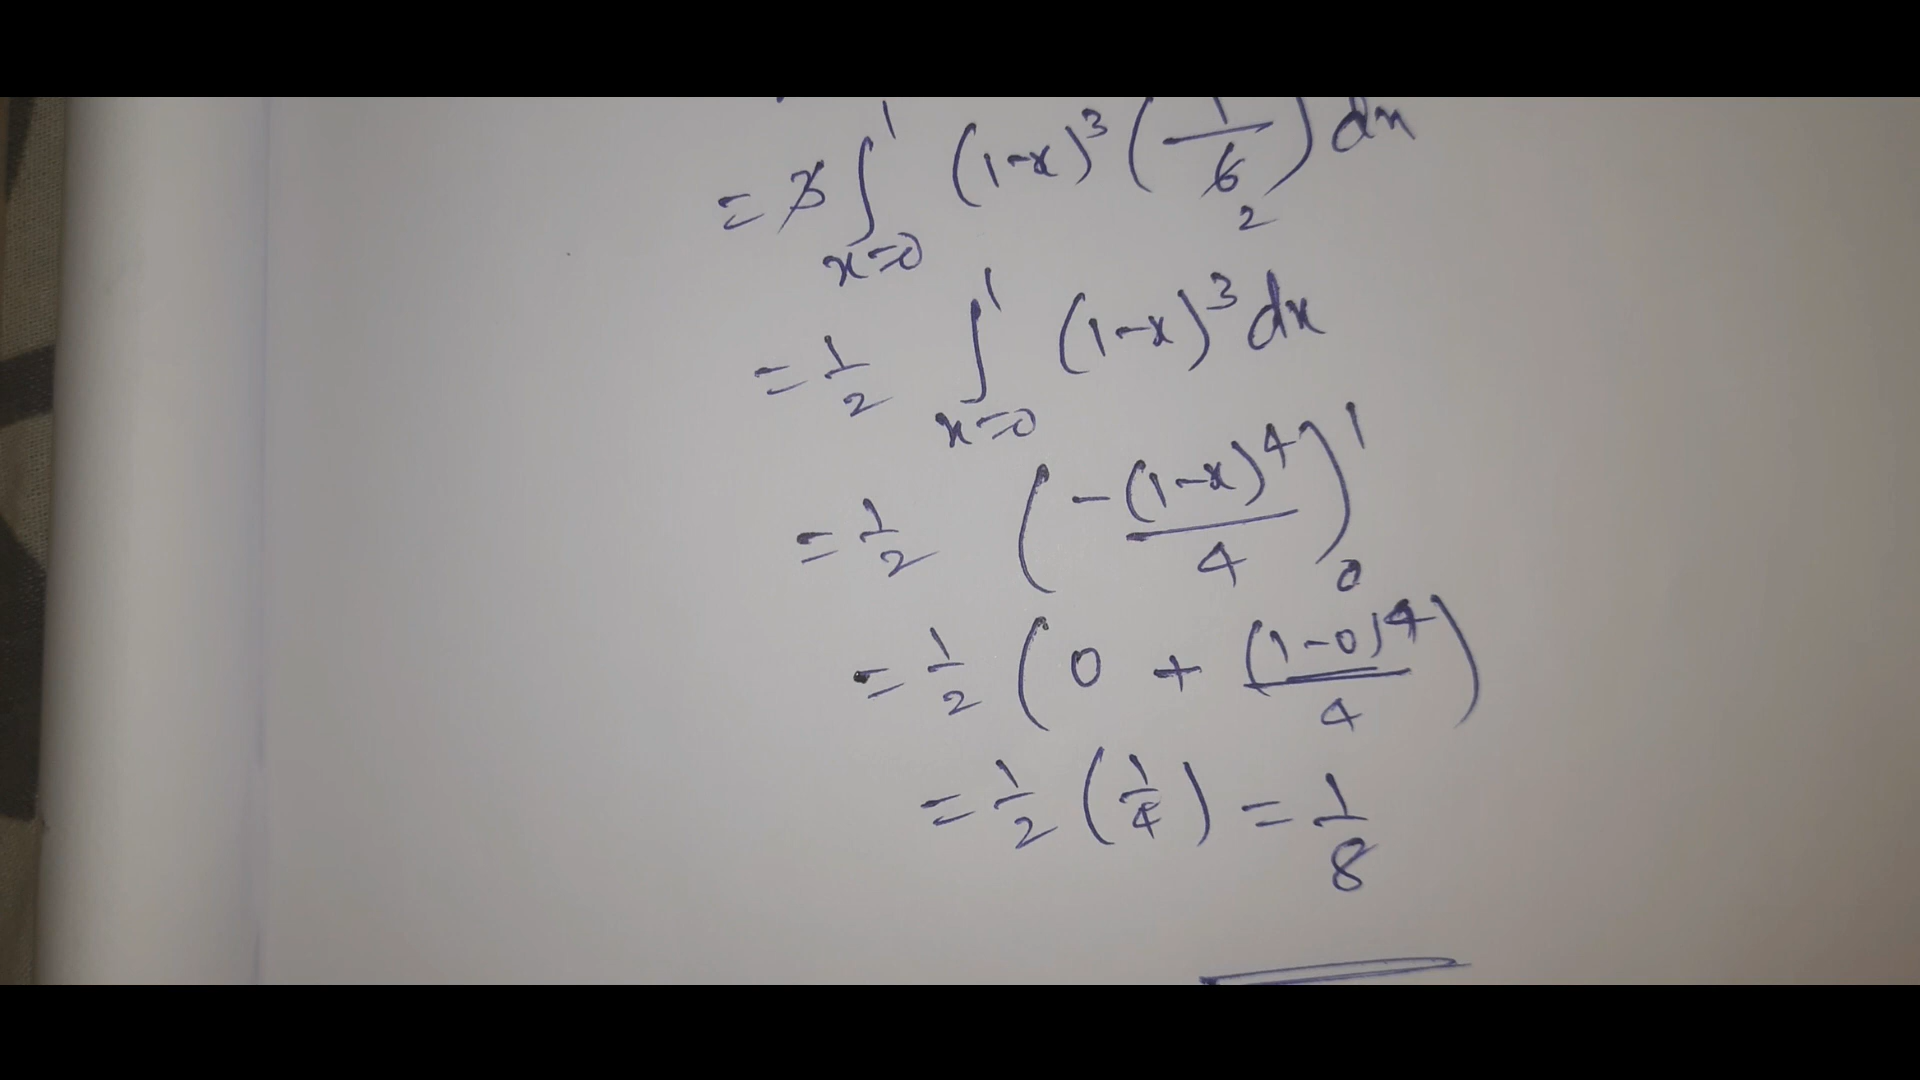 = 3 ∫_{x=0}^{1} (1-x)^3 (1/6 2) dx
= 1/2 ∫_{x=0}^{1} (1-x)^3 dx
= 1/2 (-(1-x)^4/4)_0^1
= 1/2 (0 + (1-0)^4/4)
= 1/2 (1/4) = 1/8